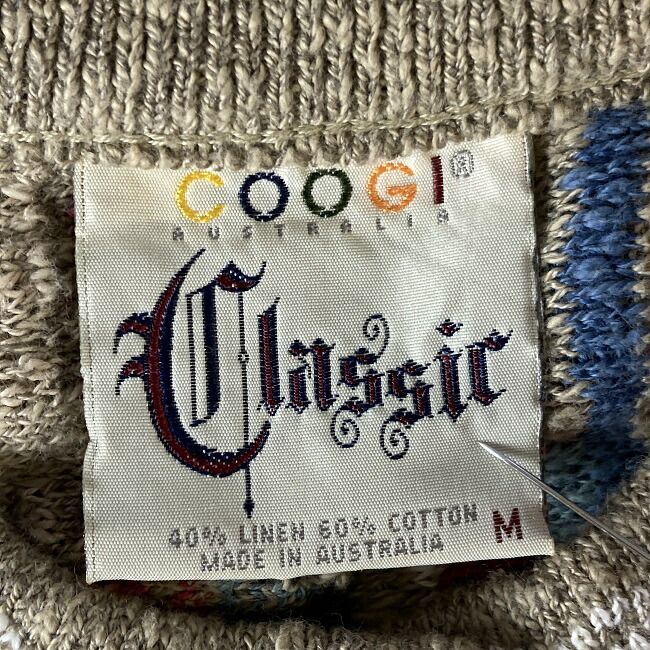 COOGI®
AUSTRALIA
Classic
40% LINEN 60% COTTON
MADE IN AUSTRALIA
M